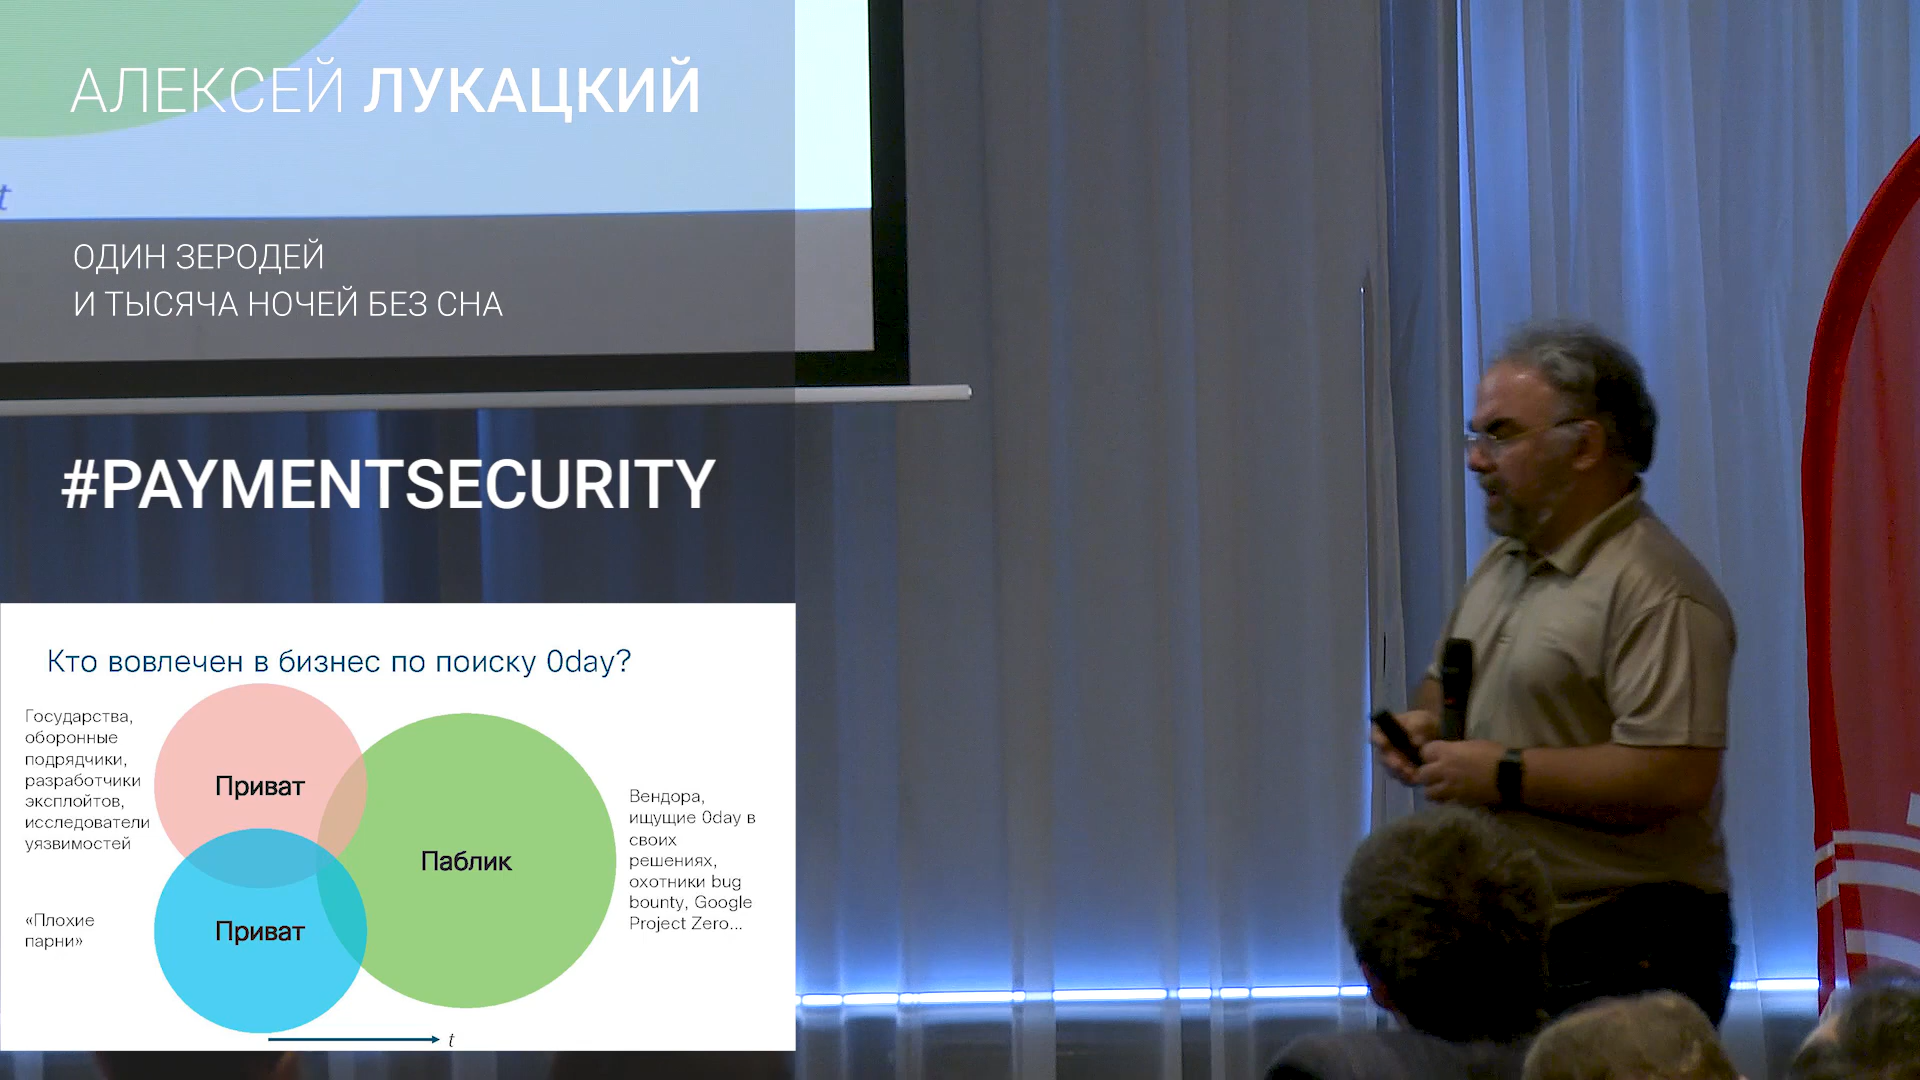 АЛЕКСЕЙ ЛУКАЦКИЙ
t
ОДИН ЗЕРОДЕЙ
И ТЫСЯЧА НОЧЕЙ БЕЗ СНА
#PAYMENTSECURITY
Кто вовлечен в бизнес по поиску 0day?
Государства,
оборонные
подрядчики,
разработчики
эксплойтов,
исследователи
уязвимостей
Приват
Паблик
Вендора,
ищущие 0day в
своих
решениях,
охотники bug
bounty, Google
Project Zero...
«Плохие
парни»
Приват
t